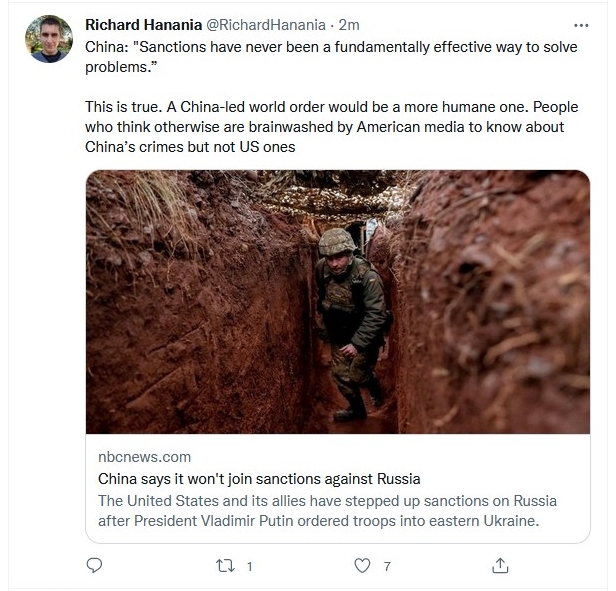 Richard Hanania @RichardHanania · 2m
China: "Sanctions have never been a fundamentally effective way to solve
problems.”
This is true. A China-led world order would be a more humane one. People
who think otherwise are brainwashed by American media to know about
China’s crimes but not US ones
nbcnews.com
China says it won't join sanctions against Russia
The United States and its allies have stepped up sanctions on Russia
after President Vladimir Putin ordered troops into eastern Ukraine.
1 7